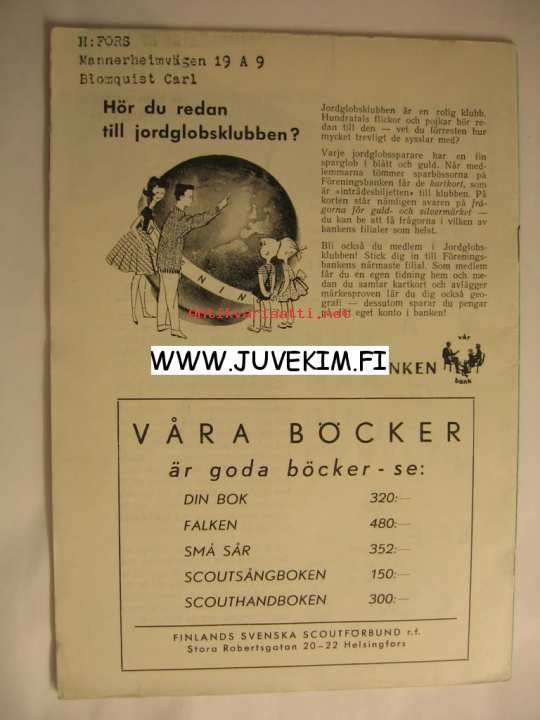 H:FORS
Mannerheimvägen 19 A 9
Blomquist Carl
Hör du redan
till jordglobsklubben?
Jordglobsklubben är en rolig klubb.
Hundratals flickor och pojkar hör re-
dan till den — vet du förresten hur
mycket trevligt de sysslar med?
Varje jordglobssparare har en fin
sparglob i blått och guld. När med-
lemmarna tömmer sparbössorna på
Föreningsbanken får de kartkort, som
är »inträdesbiljetten» till klubben. På
korten står nämligen svaren på frå-
gorna för guld- och silvermärket —
du kan be att få frågorna i vilken av
bankens filialer som helst.
Bli också du medlem i Jordglobs-
klubben! Stick dig in till Förenings-
bankens närmaste filial. Som medlem
får du en egen tidning hem och me-
dan du samlar kartkort och avlägger
märkesproven lär du dig också geo-
grafi — dessutom sparar du pengar
på ett eget konto i banken!
NIN
antikvariaatti.net
WWW.JUVEKIM.FI
NKEN
vår
bank
VÅRA BÖCKER
är goda böcker - se:
DIN BOK 320:—
FALKEN 480:—
SMÅ SÅR 352:—
SCOUTSÅNGBOKEN 150:—
SCOUTHANDBOKEN 300:—
FINLANDS SVENSKA SCOUTFÖRBUND r.f.
Stora Robertsgatan 20—22 Helsingfors